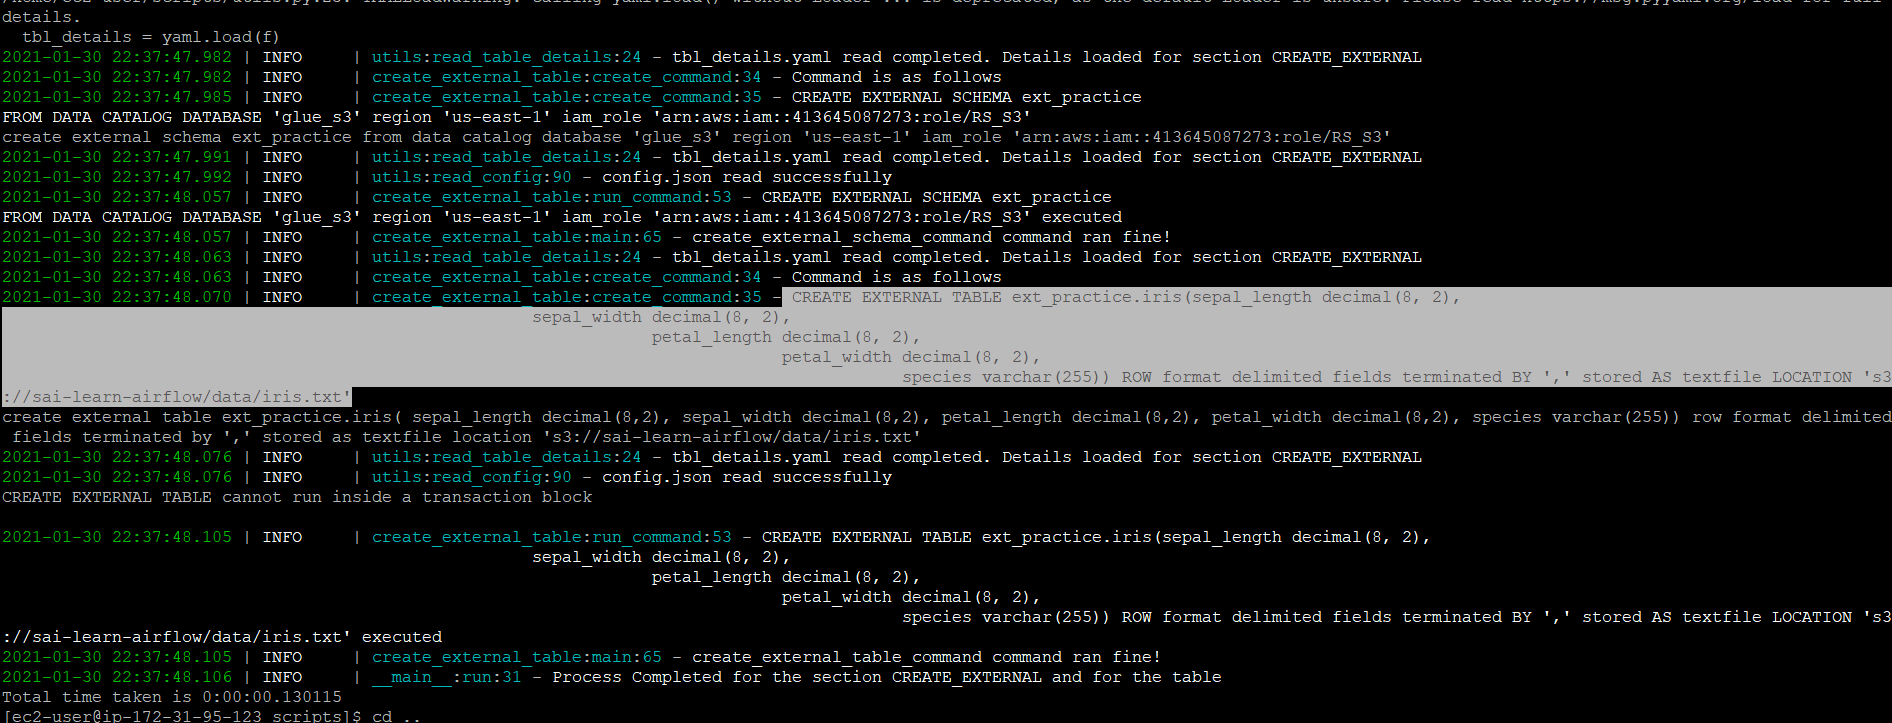 details.
  tbl_details = yaml.load(f)
2021-01-30 22:37:47.982 | INFO     | utils:read_table_details:24 - tbl_details.yaml read completed. Details loaded for section CREATE_EXTERNAL
2021-01-30 22:37:47.982 | INFO     | create_external_table:create_command:34 - Command is as follows
2021-01-30 22:37:47.985 | INFO     | create_external_table:create_command:35 - CREATE EXTERNAL SCHEMA ext_practice
FROM DATA CATALOG DATABASE 'glue_s3' region 'us-east-1' iam_role 'arn:aws:iam::413645087273:role/RS_S3'
create external schema ext_practice from data catalog database 'glue_s3' region 'us-east-1' iam_role 'arn:aws:iam::413645087273:role/RS_S3'
2021-01-30 22:37:47.991 | INFO     | utils:read_table_details:24 - tbl_details.yaml read completed. Details loaded for section CREATE_EXTERNAL
2021-01-30 22:37:47.992 | INFO     | utils:read_config:90 - config.json read successfully
2021-01-30 22:37:48.057 | INFO     | create_external_table:run_command:53 - CREATE EXTERNAL SCHEMA ext_practice
FROM DATA CATALOG DATABASE 'glue_s3' region 'us-east-1' iam_role 'arn:aws:iam::413645087273:role/RS_S3' executed
2021-01-30 22:37:48.057 | INFO     | create_external_table:main:65 - create_external_schema_command command ran fine!
2021-01-30 22:37:48.063 | INFO     | utils:read_table_details:24 - tbl_details.yaml read completed. Details loaded for section CREATE_EXTERNAL
2021-01-30 22:37:48.063 | INFO     | create_external_table:create_command:34 - Command is as follows
2021-01-30 22:37:48.070 | INFO     | create_external_table:create_command:35 - CREATE EXTERNAL TABLE ext_practice.iris(sepal_length decimal(8, 2),
sepal_width decimal(8, 2),
petal_length decimal(8, 2),
petal_width decimal(8, 2),
species varchar(255)) ROW format delimited fields terminated BY ',' stored AS textfile LOCATION 's3
://sai-learn-airflow/data/iris.txt'
create external table ext_practice.iris( sepal_length decimal(8,2), sepal_width decimal(8,2), petal_length decimal(8,2), petal_width decimal(8,2), species varchar(255)) row format delimited
 fields terminated by ',' stored as textfile location 's3://sai-learn-airflow/data/iris.txt'
2021-01-30 22:37:48.076 | INFO     | utils:read_table_details:24 - tbl_details.yaml read completed. Details loaded for section CREATE_EXTERNAL
2021-01-30 22:37:48.076 | INFO     | utils:read_config:90 - config.json read successfully
CREATE EXTERNAL TABLE cannot run inside a transaction block
2021-01-30 22:37:48.105 | INFO     | create_external_table:run_command:53 - CREATE EXTERNAL TABLE ext_practice.iris(sepal_length decimal(8, 2),
sepal_width decimal(8, 2),
petal_length decimal(8, 2),
petal_width decimal(8, 2),
species varchar(255)) ROW format delimited fields terminated BY ',' stored AS textfile LOCATION 's3
://sai-learn-airflow/data/iris.txt' executed
2021-01-30 22:37:48.105 | INFO     | create_external_table:main:65 - create_external_table_command command ran fine!
2021-01-30 22:37:48.106 | INFO     | __main__:run:31 - Process Completed for the section CREATE_EXTERNAL and for the table
Total time taken is 0:00:00.130115
[ec2-user@ip-172-31-95-123 scripts]$ cd ..